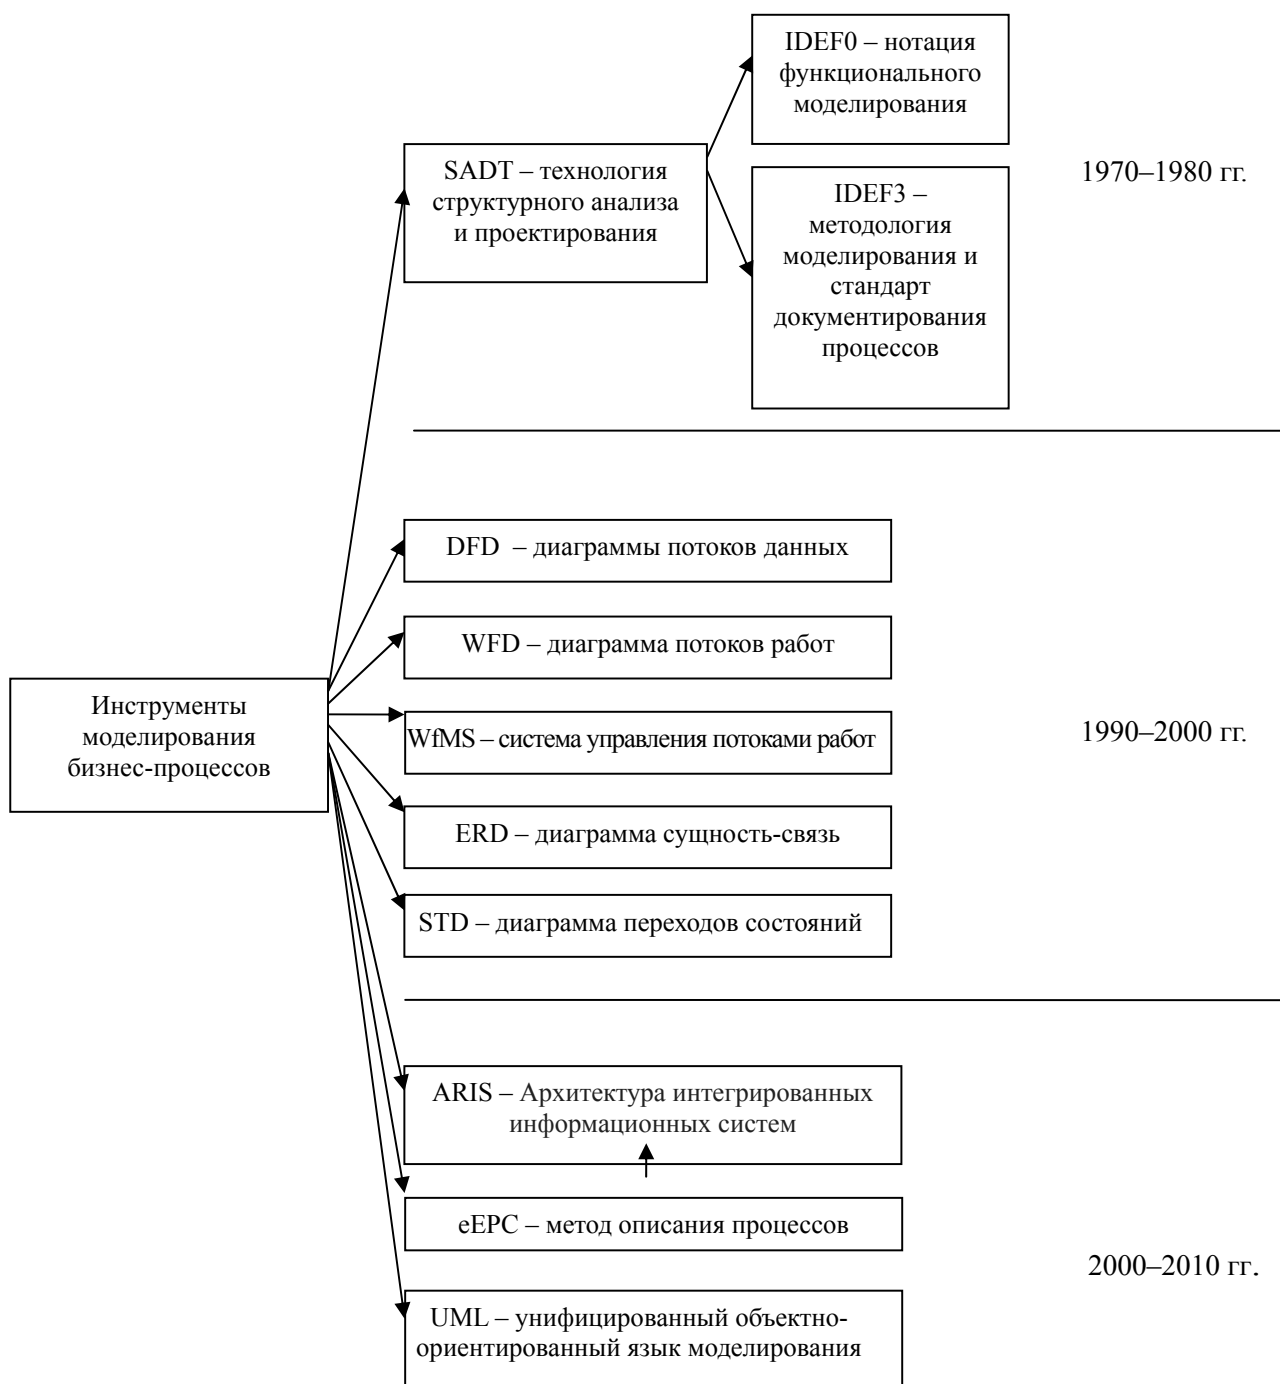 IDEF0 – нотация
функционального
моделирования
SADT – технология
структурного анализа
и проектирования
1970–1980 гг.
IDEF3 –
методология
моделирования и
стандарт
документирования
процессов
DFD – диаграммы потоков данных
WFD – диаграмма потоков работ
Инструменты
моделирования
бизнес-процессов
WfMS – система управления потоками работ
1990–2000 гг.
ERD – диаграмма сущность-связь
STD – диаграмма переходов состояний
ARIS – Архитектура интегрированных
информационных систем
eEPC – метод описания процессов
2000–2010 гг.
UML – унифицированный объектно-
ориентированный язык моделирования